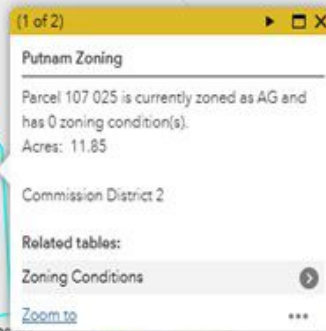 (1 of 2)
Putnam Zoning
Parcel 107 025 is currently zoned as AG and
has 0 zoning condition(s).
Acres: 11.85
Commission District 2
Related tables:
Zoning Conditions
Zoom to